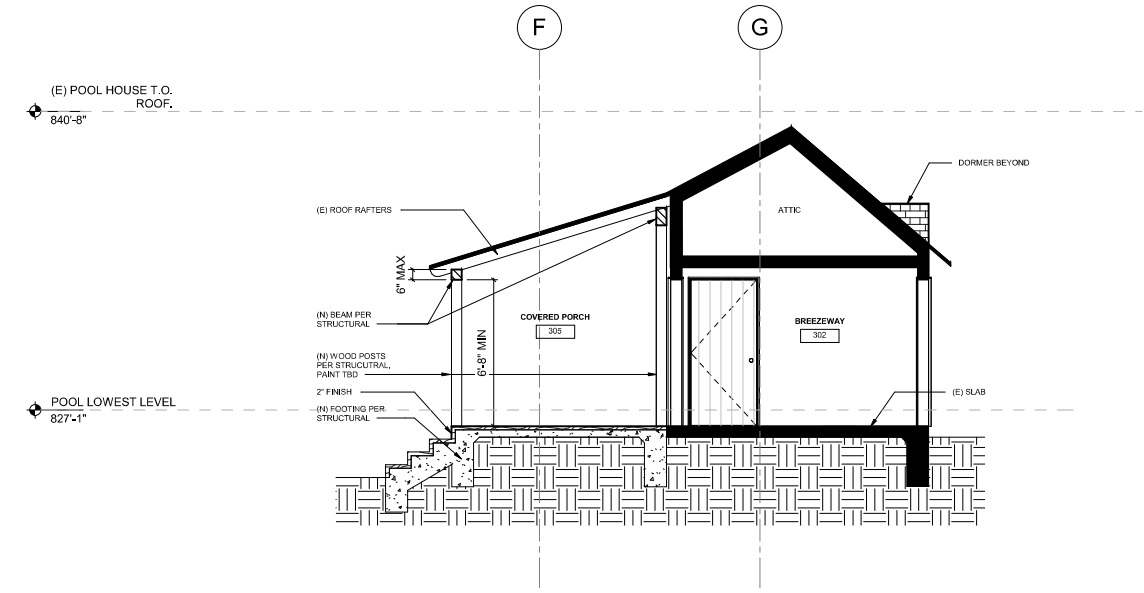 F
G
(E) POOL HOUSE T.O.
ROOF.
840'-8"
DORMER BEYOND
(E) ROOF RAFTERS
ATTIC
6" MAX
(N) BEAM PER
STRUCTURAL
COVERED PORCH
305
BREEZEWAY
302
6'-8" MIN
(N) WOOD POSTS
PER STRUCUTRAL,
PAINT TBD
2" FINISH
(E) SLAB
POOL LOWEST LEVEL
827'-1"
(N) FOOTING PER
STRUCTURAL